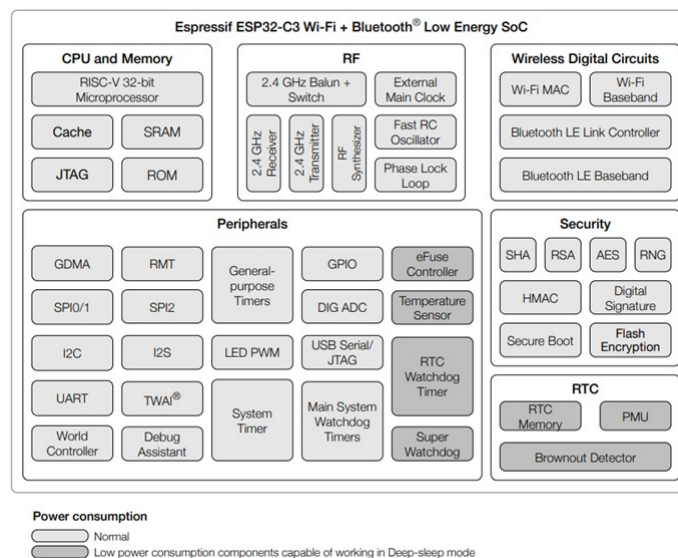 Espressif ESP32-C3 Wi-Fi + Bluetooth® Low Energy SoC
CPU and Memory
RISC-V 32-bit
Microprocessor
Cache
SRAM
JTAG
ROM
RF
2.4 GHz Balun +
Switch
External
Main Clock
2.4 GHz
Receiver
2.4 GHz
Transmitter
RF
Synthesizer
Fast RC
Oscillator
Phase Lock
Loop
Wireless Digital Circuits
Wi-Fi MAC
Wi-Fi
Baseband
Bluetooth LE Link Controller
Bluetooth LE Baseband
Peripherals
GDMA
RMT
General-
purpose
Timers
GPIO
eFuse
Controller
SPI0/1
SPI2
DIG ADC
Temperature
Sensor
I2C
I2S
LED PWM
USB Serial/
JTAG
RTC
Watchdog
Timer
UART
TWAI®
System
Timer
Main System
Watchdog
Timers
World
Controller
Debug
Assistant
Super
Watchdog
Security
SHA
RSA
AES
RNG
HMAC
Digital
Signature
Secure Boot
Flash
Encryption
RTC
RTC
Memory
PMU
Brownout Detector
Power consumption
Normal
Low power consumption components capable of working in Deep-sleep mode